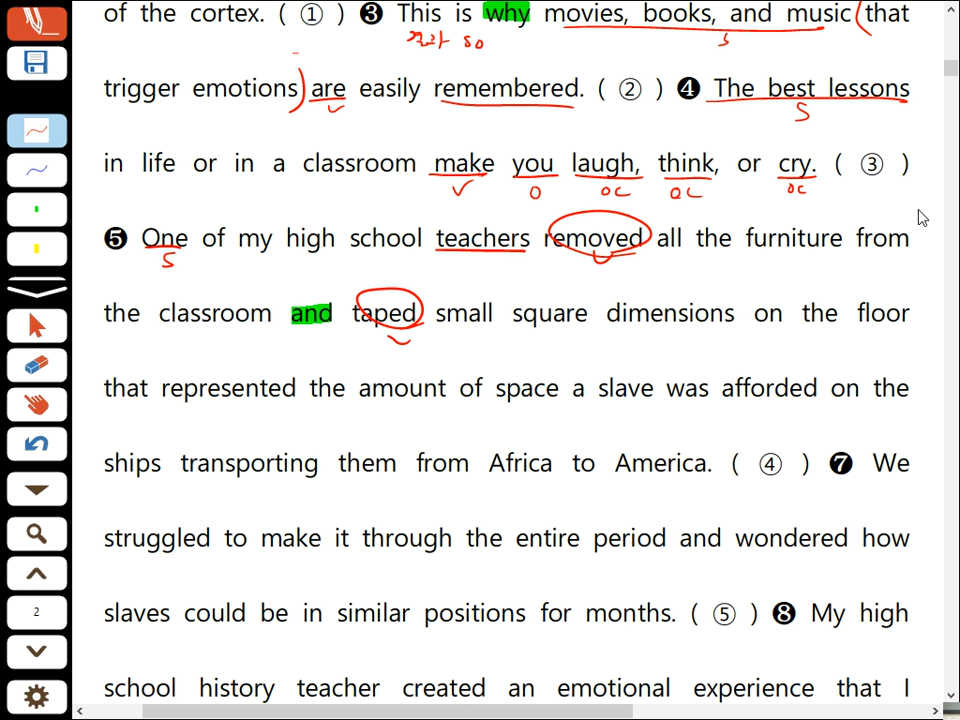 of the cortex. ( ① ) ❸ This is why movies, books, and music (that
결과 so S
trigger emotions) are easily remembered. ( ② ) ❹ The best lessons
V S
in life or in a classroom make you laugh, think, or cry. ( ③ )
V O OC OC OC
❺ One of my high school teachers removed all the furniture from
S V
the classroom and taped small square dimensions on the floor
V
that represented the amount of space a slave was afforded on the
ships transporting them from Africa to America. ( ④ ) ❼ We
struggled to make it through the entire period and wondered how
slaves could be in similar positions for months. ( ⑤ ) ❽ My high
school history teacher created an emotional experience that I
2